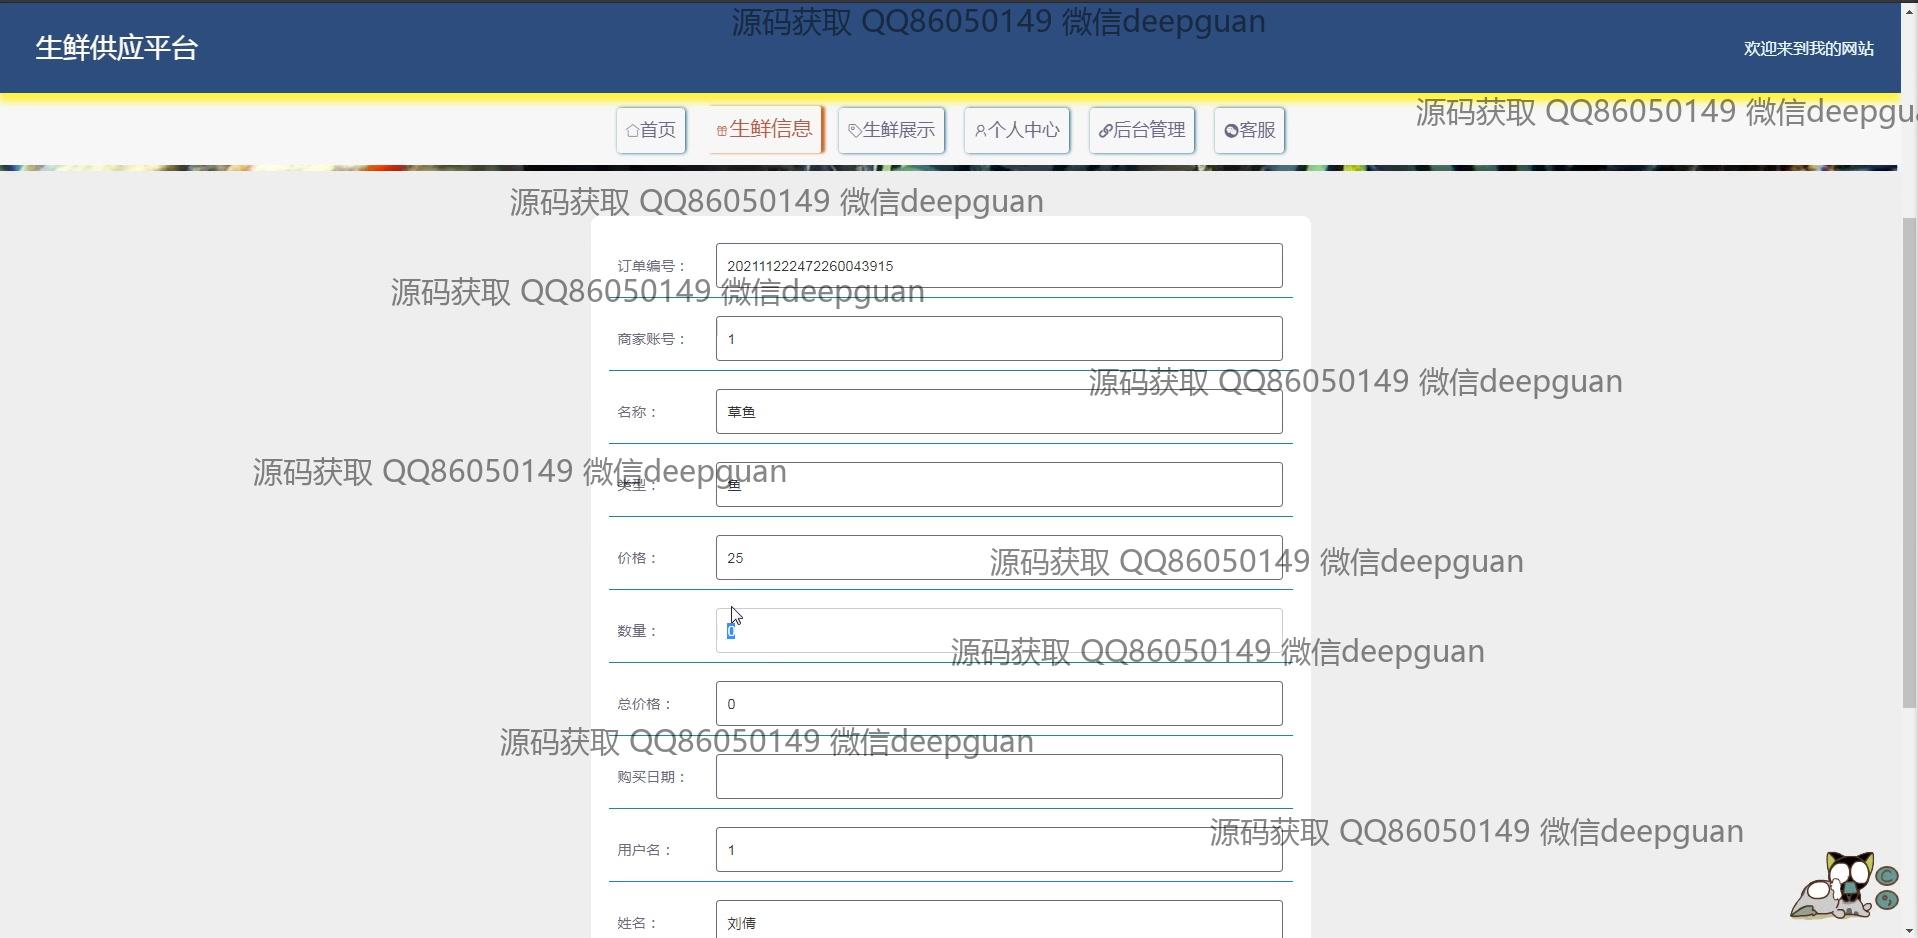 源码获取 QQ86050149 微信deepguan
生鲜供应平台
欢迎来到我的网站
源码获取 QQ86050149 微信deepgu
首页 生鲜信息 生鲜展示 个人中心 后台管理 客服
源码获取 QQ86050149 微信deepguan
订单编号： 202111222472260043915
源码获取 QQ86050149 微信deepguan
商家账号： 1
源码获取 QQ86050149 微信deepguan
名称： 草鱼
源码获取 QQ86050149 微信deepguan
类型： 鱼
价格： 25
源码获取 QQ86050149 微信deepguan
数量： 0
源码获取 QQ86050149 微信deepguan
总价格： 0
源码获取 QQ86050149 微信deepguan
购买日期：
源码获取 QQ86050149 微信deepguan
用户名： 1
姓名： 刘倩